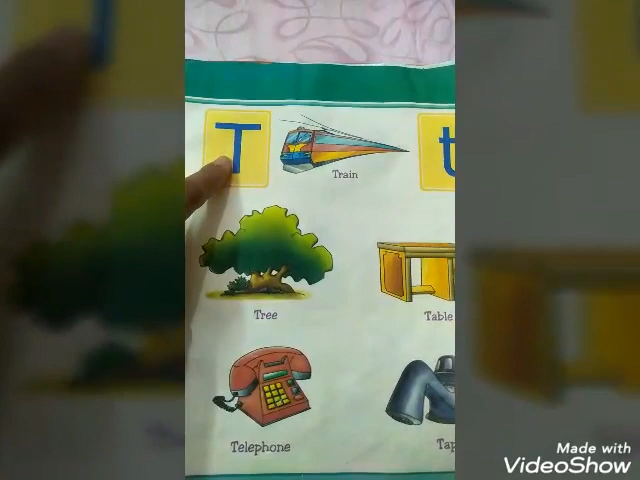 T
t
Train
Tree
Table
Telephone
Tap
Made with
VideoShow